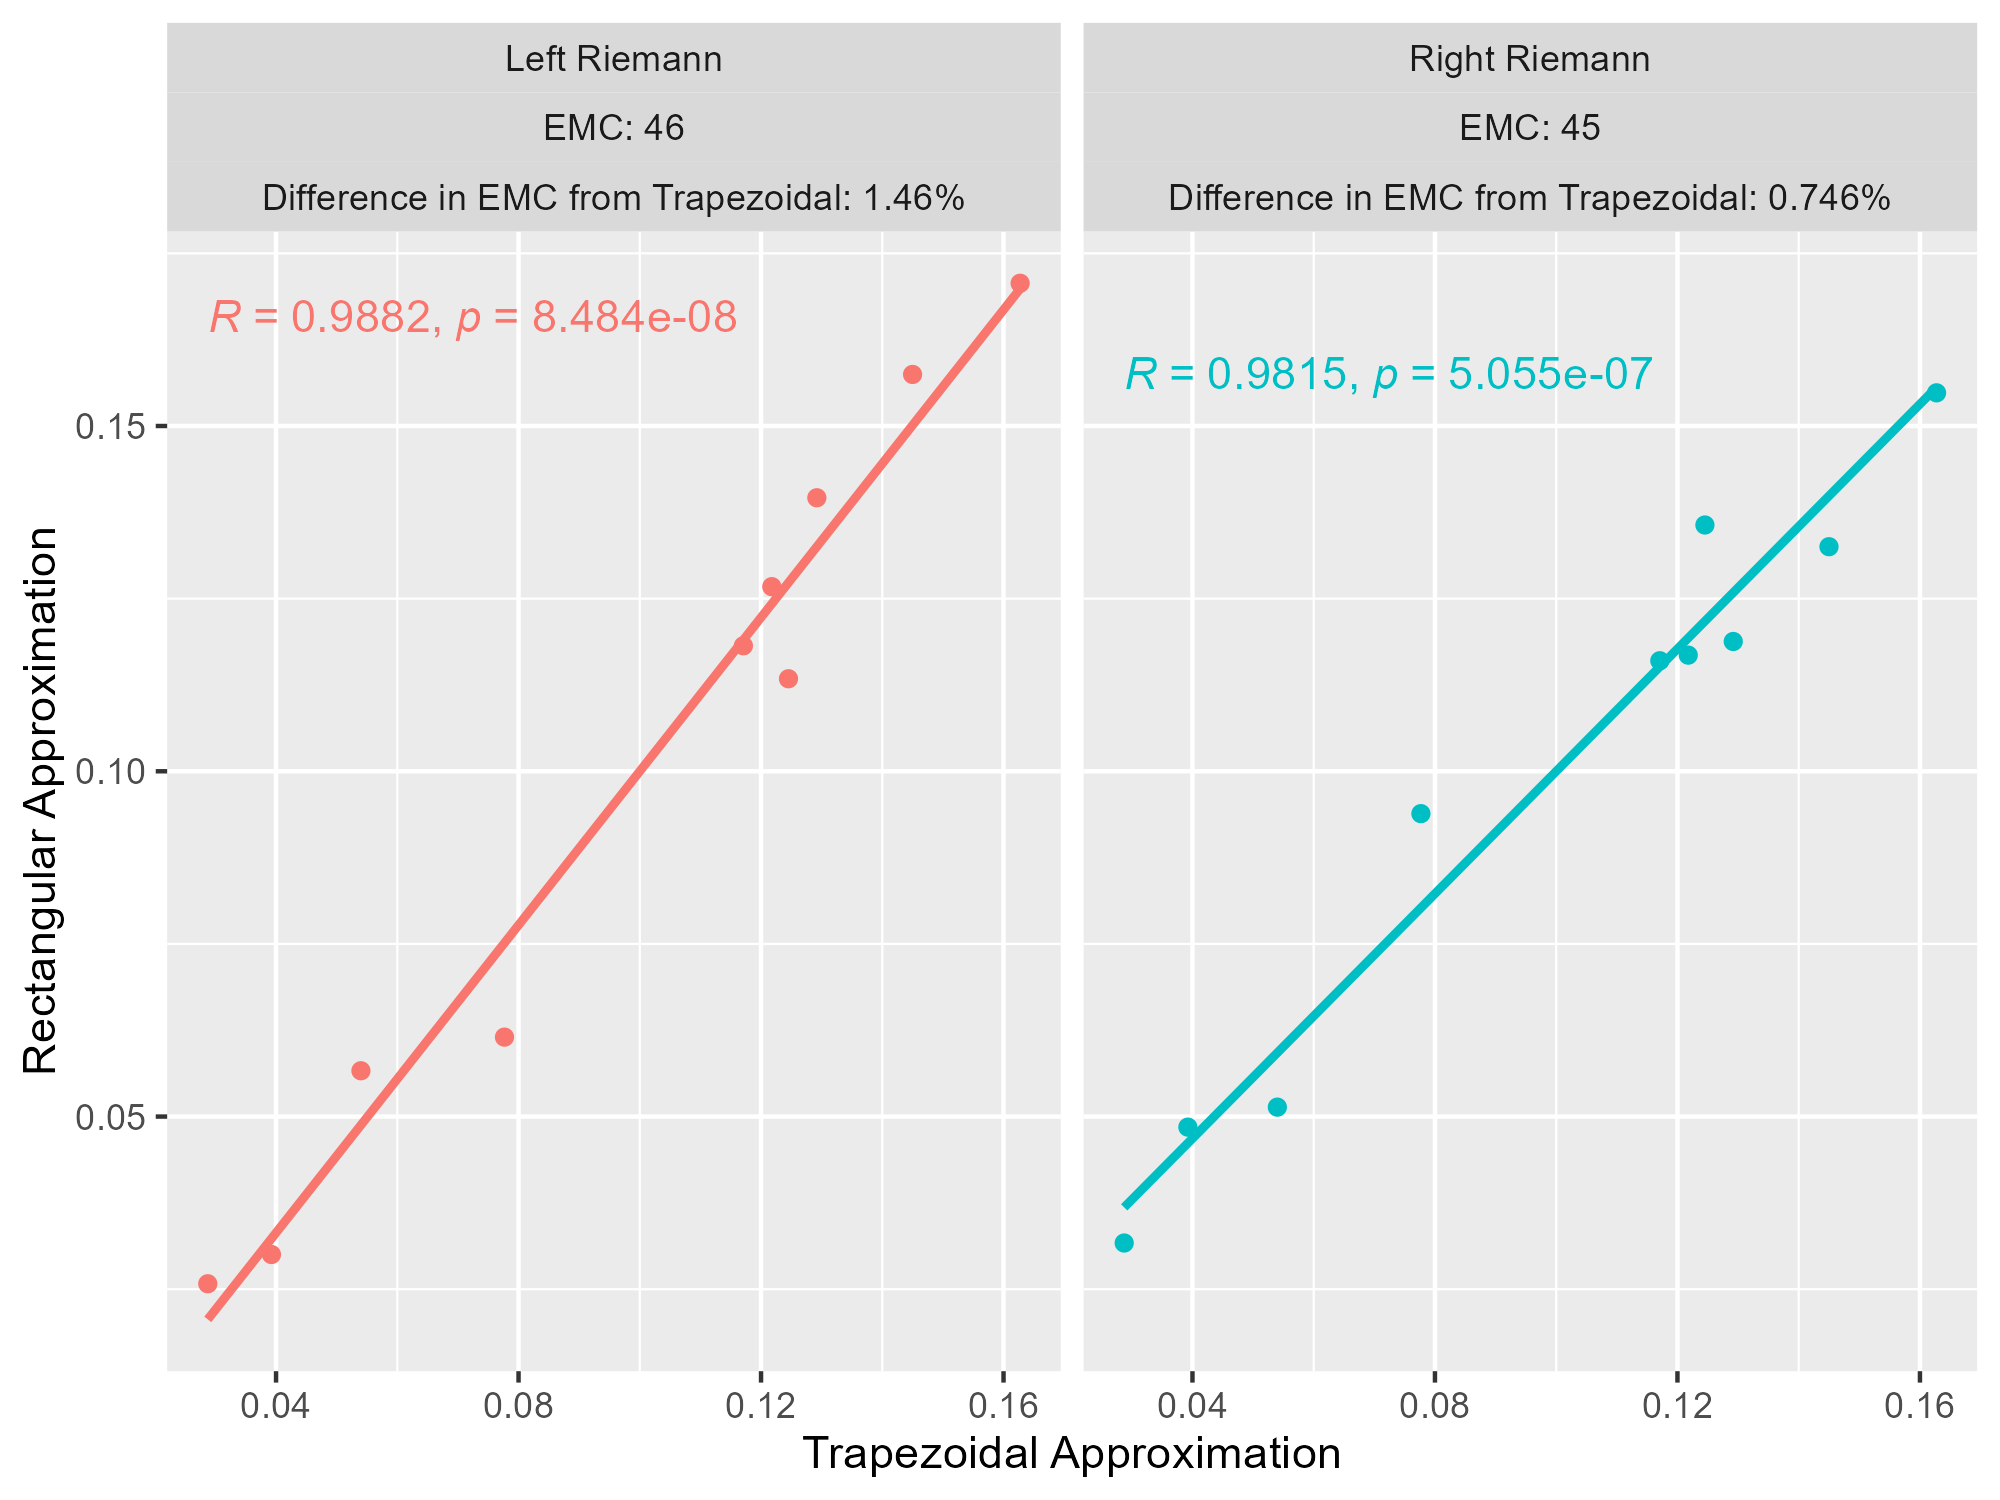 Left Riemann
EMC: 46
Difference in EMC from Trapezoidal: 1.46%
Right Riemann
EMC: 45
Difference in EMC from Trapezoidal: 0.746%
R = 0.9882, p = 8.484e-08
R = 0.9815, p = 5.055e-07
Rectangular Approximation
0.15
0.10
0.05
0.04 0.08 0.12 0.16
0.04 0.08 0.12 0.16
Trapezoidal Approximation